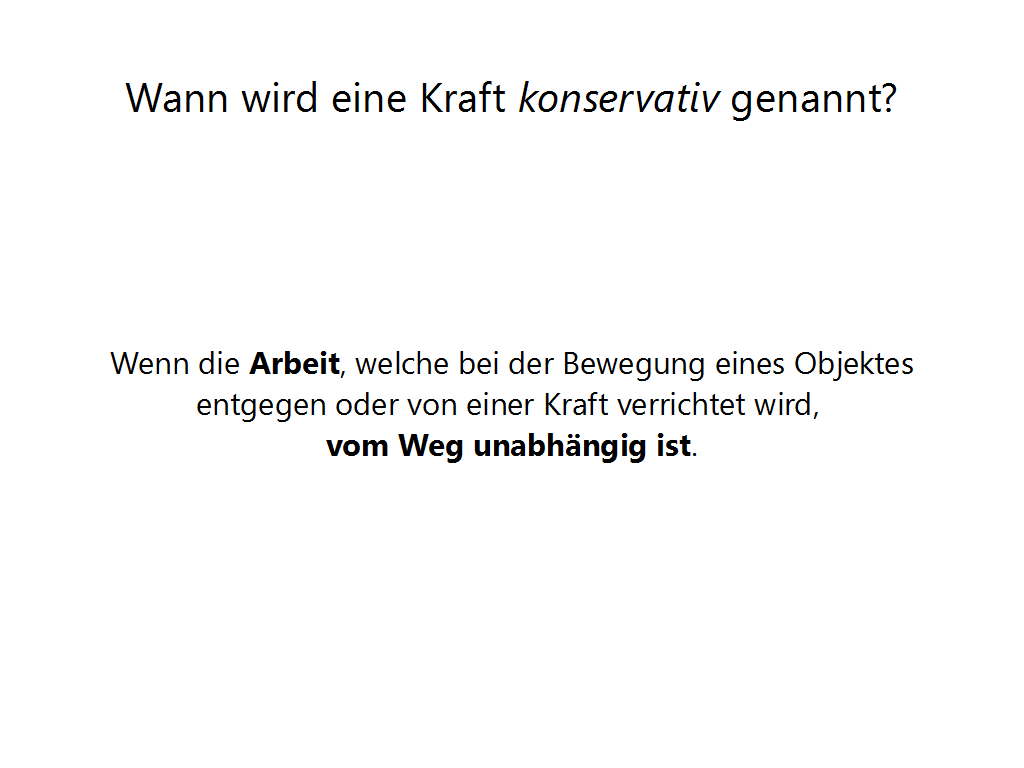 Wann wird eine Kraft konservativ genannt?
Wenn die Arbeit, welche bei der Bewegung eines Objektes
entgegen oder von einer Kraft verrichtet wird,
vom Weg unabhängig ist.